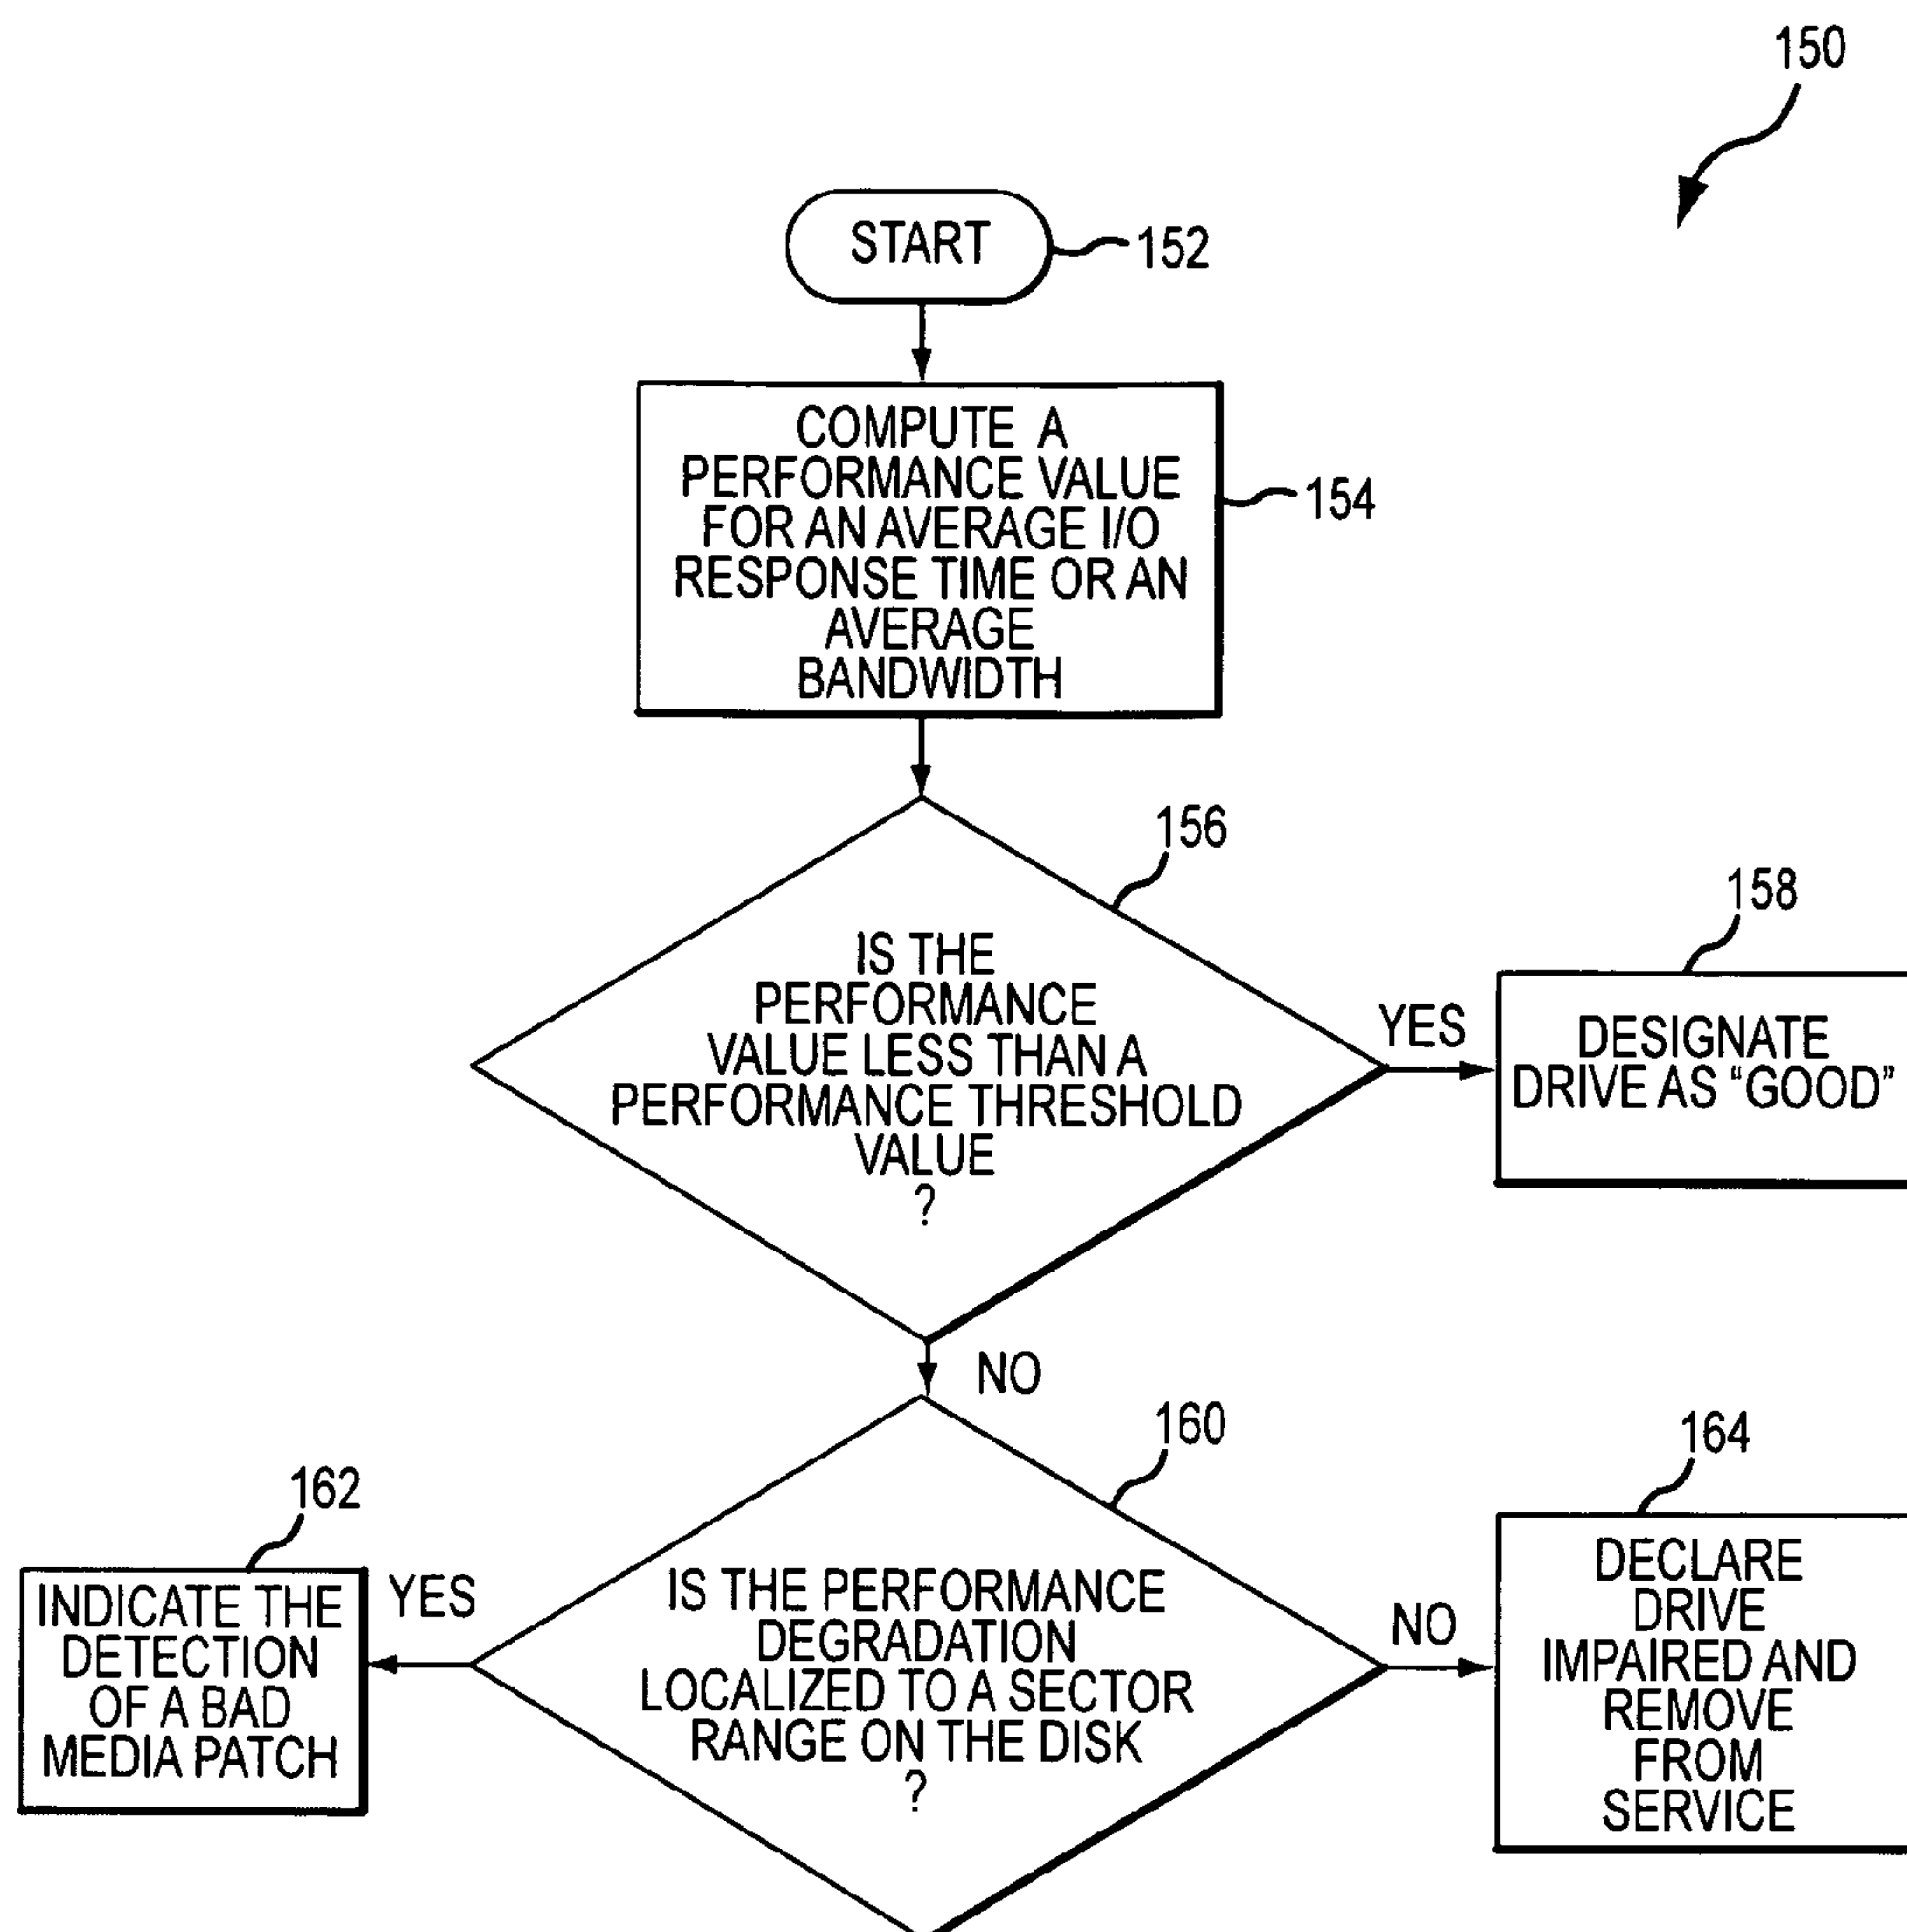 150
START
152
COMPUTE A
PERFORMANCE VALUE
FOR AN AVERAGE I/O
RESPONSE TIME OR AN
AVERAGE
BANDWIDTH
154
156
IS THE
PERFORMANCE
VALUE LESS THAN A
PERFORMANCE THRESHOLD
VALUE
?
YES
158
DESIGNATE
DRIVE AS "GOOD"
NO
160
IS THE PERFORMANCE
DEGRADATION
LOCALIZED TO A SECTOR
RANGE ON THE DISK
?
YES
162
INDICATE THE
DETECTION
OF A BAD
MEDIA PATCH
NO
164
DECLARE
DRIVE
IMPAIRED AND
REMOVE
FROM
SERVICE